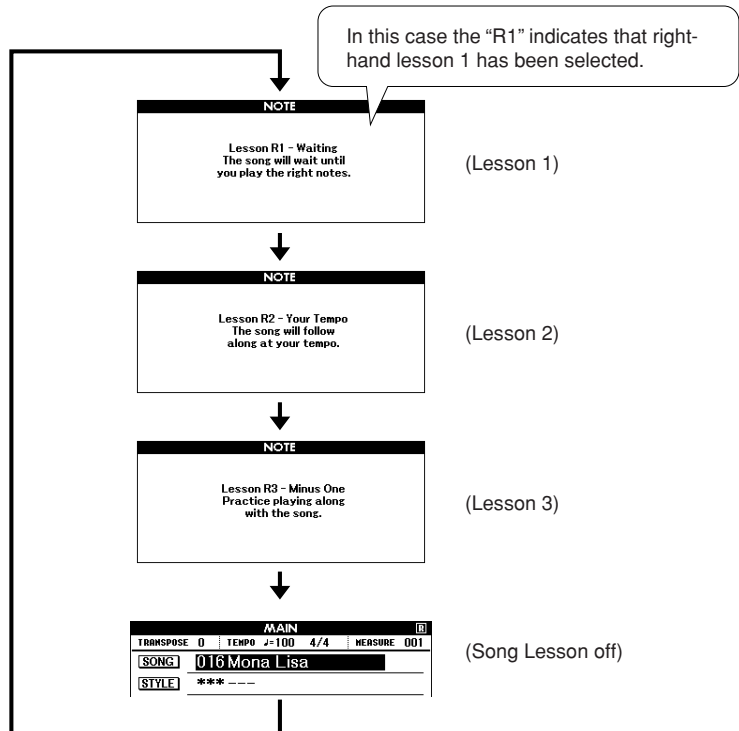 In this case the “R1” indicates that right-
hand lesson 1 has been selected.
NOTE
Lesson R1 - Waiting
The song will wait until
you play the right notes.
(Lesson 1)
NOTE
Lesson R2 - Your Tempo
The song will follow
along at your tempo.
(Lesson 2)
NOTE
Lesson R3 - Minus One
Practice playing along
with the song.
(Lesson 3)
MAIN R
TRANSPOSE 0 TEMPO ♩=100 4/4 MEASURE 001
SONG 016 Mona Lisa
STYLE *** ---
(Song Lesson off)